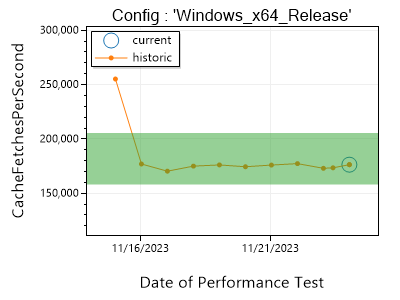 Config : 'Windows_x64_Release'
current
historic
300,000
250,000
200,000
150,000
CacheFetchesPerSecond
11/16/2023
11/21/2023
Date of Performance Test